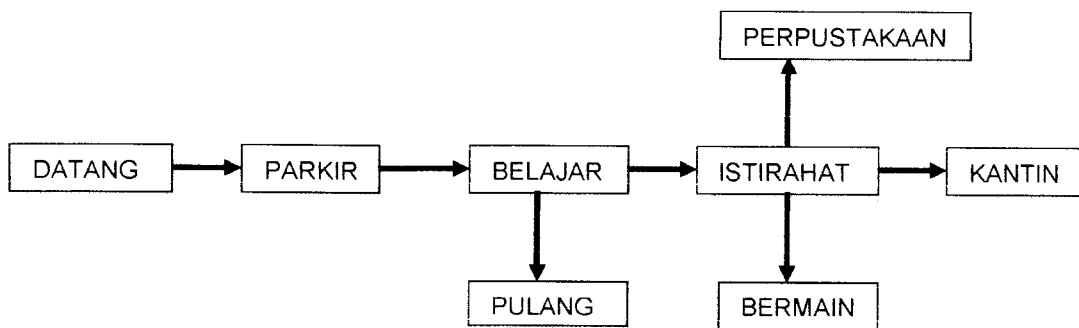 PERPUSTAKAAN
DATANG
PARKIR
BELAJAR
ISTIRAHAT
KANTIN
PULANG
BERMAIN